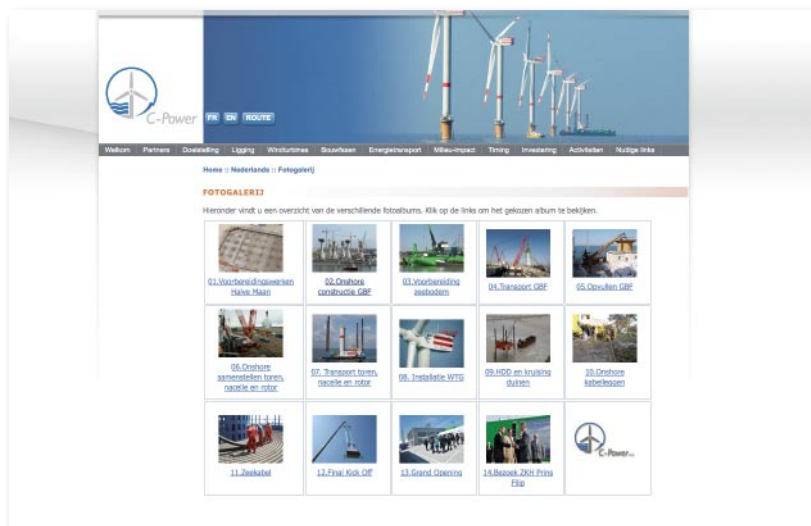 C-Power
FR EN ROUTE
Welkom Partners Doelstelling Ligging Windturbines Bouwfasen Energietransport Milieu-impact Timing Investering Activiteiten Nuttige links
Home :: Nederlands :: Fotogalerij
FOTOGALERIJ
Hieronder vindt u een overzicht van de verschillende fotoalbums. Klik op de links om het gekozen album te bekijken.
01.Voorbereidingswerken
Halve Maan
02.Onshore
constructie GBF
03.Voorbereiding
zeebodem
04.Transport GBF
05.Opvullen GBF
06.Onshore
samenstellen toren,
nacelle en rotor
07. Transport toren,
nacelle en rotor
08. Installatie WTG
09.HDD en kruising
duinen
10.Onshore
kabelleggen
11.Zeekabel
12.Final Kick Off
13.Grand Opening
14.Bezoek ZKH Prins
Filip
C-Power